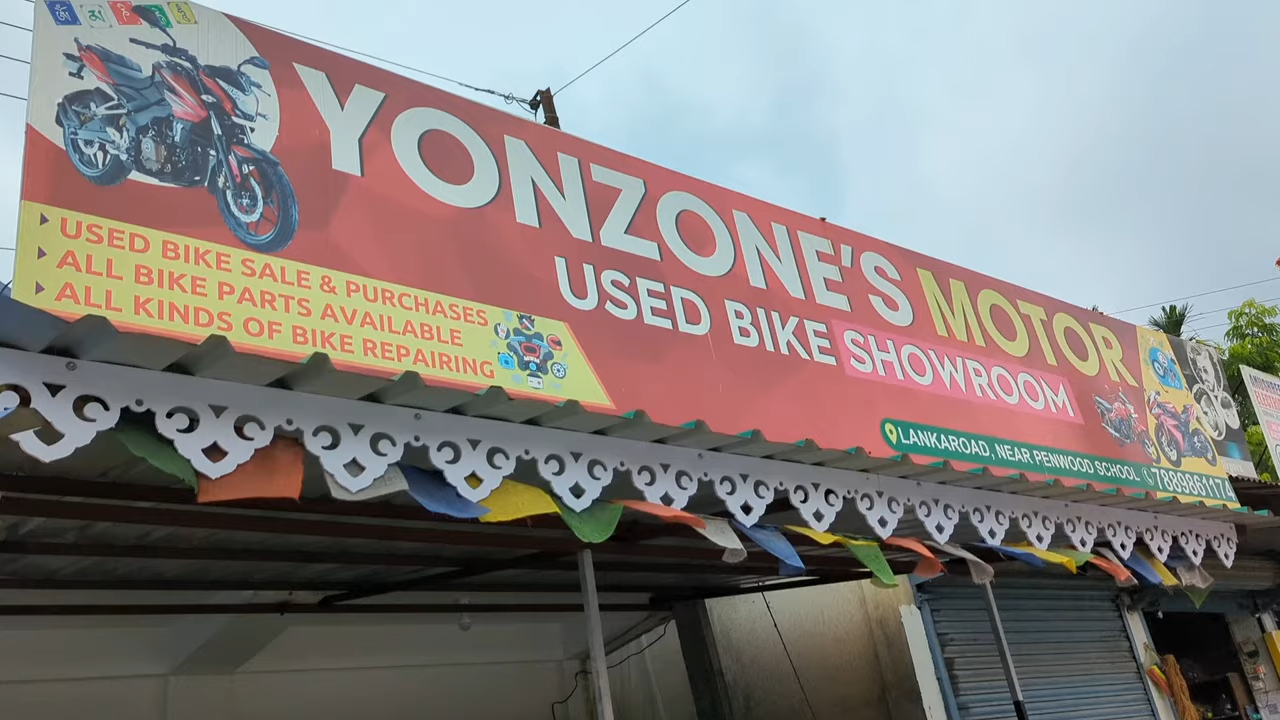 YONZONE'S MOTOR
USED BIKE SHOWROOM
USED BIKE SALE & PURCHASES
ALL BIKE PARTS AVAILABLE
ALL KINDS OF BIKE REPAIRING
LANKAROAD, NEAR PENWOOD SCHOOL 7889861174